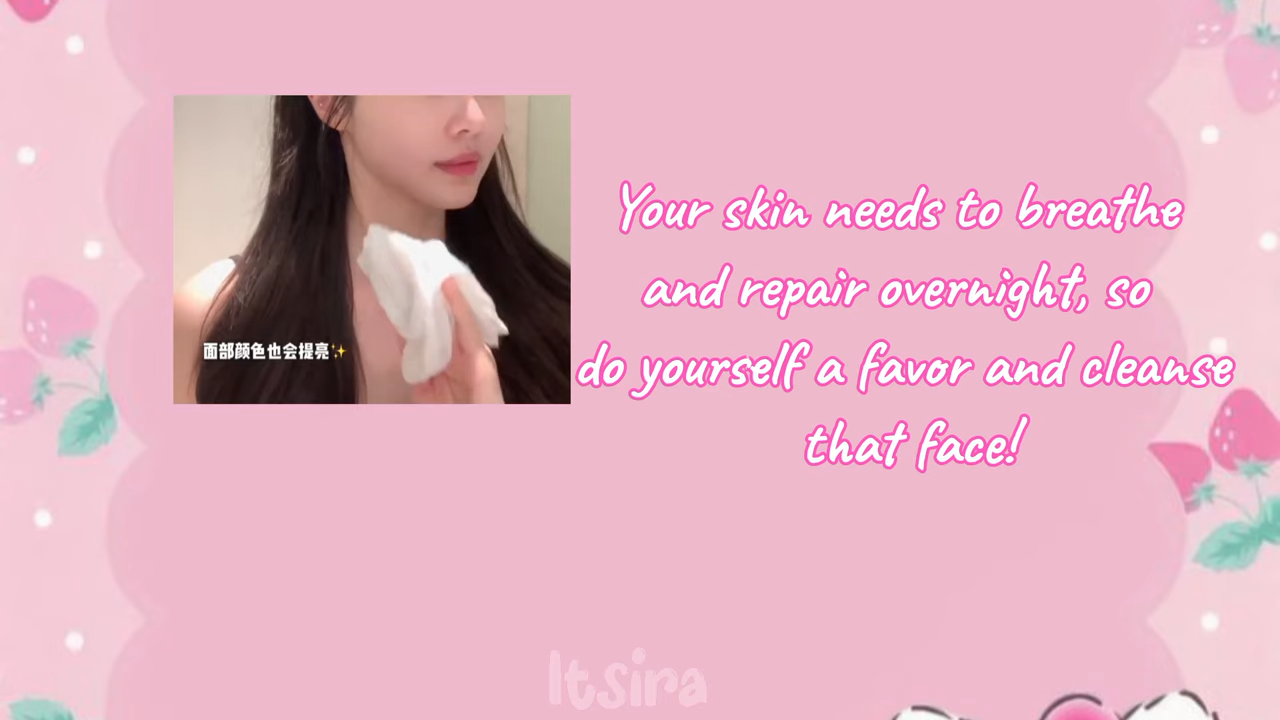 面部颜色也会提亮✨
Your skin needs to breathe
and repair overnight, so
do yourself a favor and cleanse
that face!
Itsira